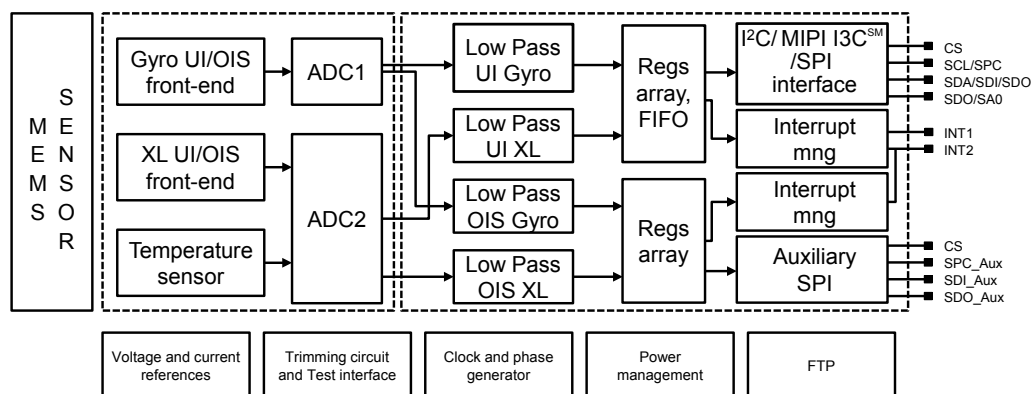 MEMS
SENSOR
Gyro UI/OIS
front-end
XL UI/OIS
front-end
Temperature
sensor
ADC1
ADC2
Low Pass
UI Gyro
Low Pass
UI XL
Low Pass
OIS Gyro
Low Pass
OIS XL
Regs
array,
FIFO
Regs
array
I²C/ MIPI I3C℠
/SPI
interface
Interrupt
mng
Interrupt
mng
Auxiliary
SPI
CS
SCL/SPC
SDA/SDI/SDO
SDO/SA0
INT1
INT2
CS
SPC_Aux
SDI_Aux
SDO_Aux
Voltage and current
references
Trimming circuit
and Test interface
Clock and phase
generator
Power
management
FTP